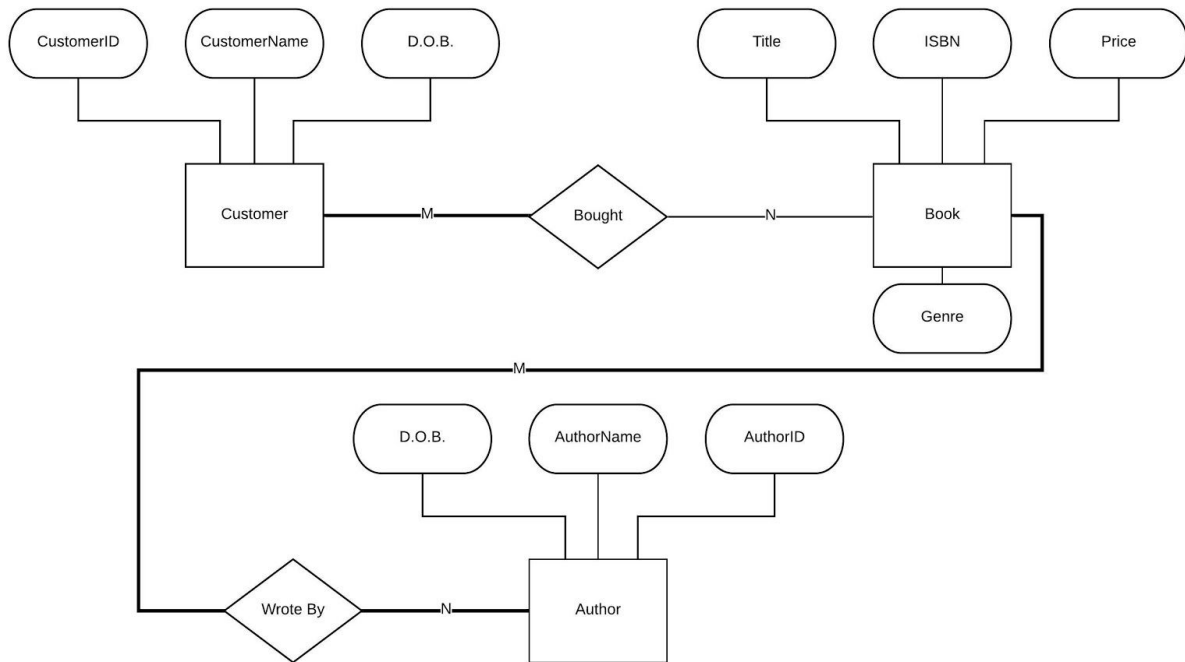 CustomerID
CustomerName
D.O.B.
Title
ISBN
Price
Customer
M
Bought
N
Book
Genre
M
D.O.B.
AuthorName
AuthorID
Wrote By
N
Author